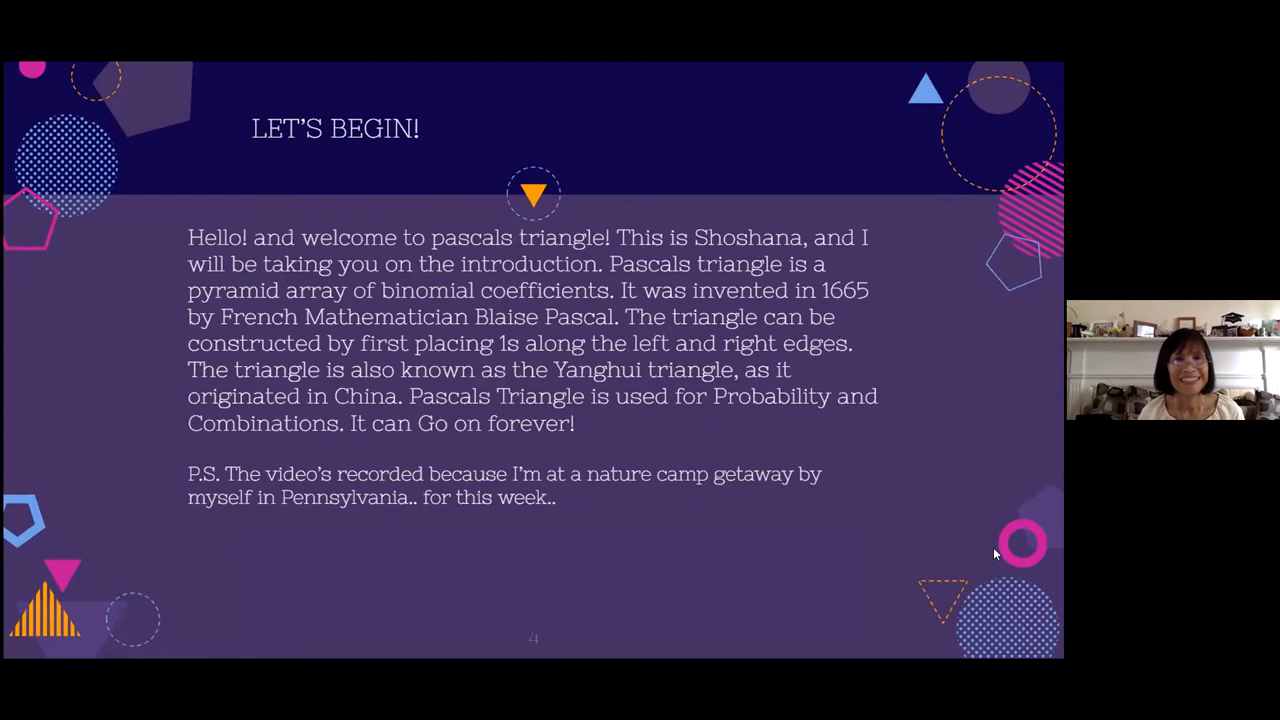 LET'S BEGIN!
Hello! and welcome to pascals triangle! This is Shoshana, and I
will be taking you on the introduction. Pascals triangle is a
pyramid array of binomial coefficients. It was invented in 1665
by French Mathematician Blaise Pascal. The triangle can be
constructed by first placing 1s along the left and right edges.
The triangle is also known as the Yanghui triangle, as it
originated in China. Pascals Triangle is used for Probability and
Combinations. It can Go on forever!
P.S. The video's recorded because I'm at a nature camp getaway by
myself in Pennsylvania.. for this week..
4